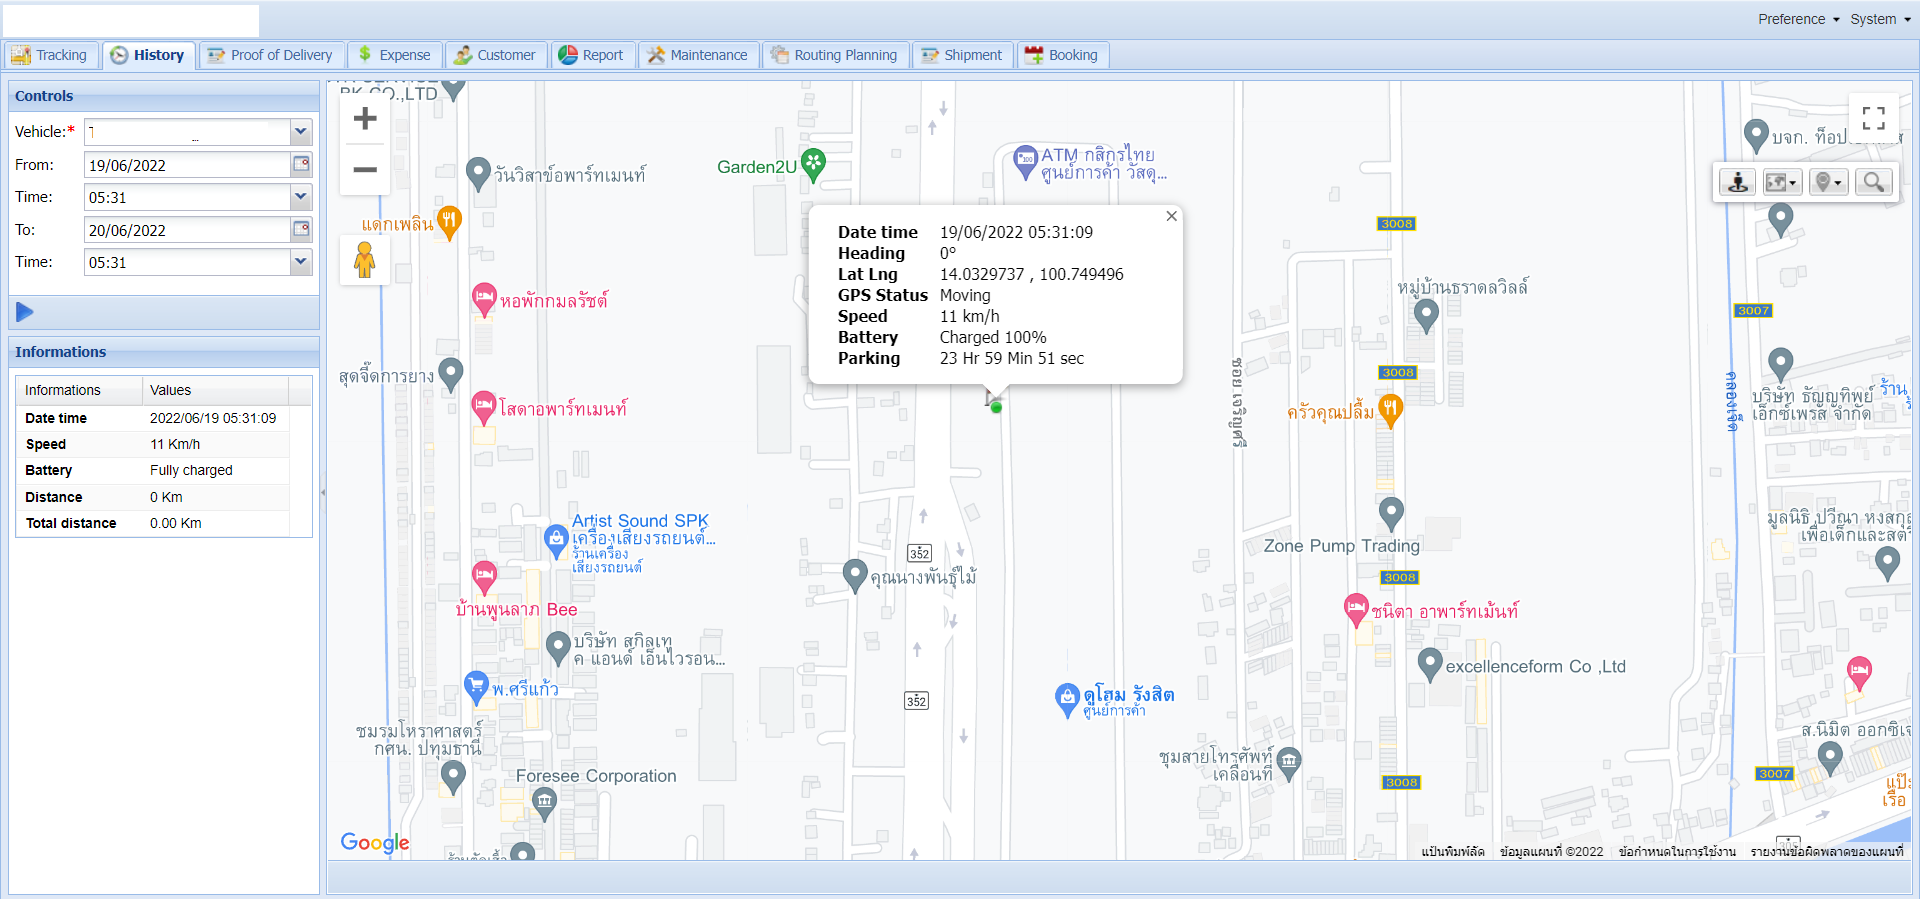 Preference
System
Tracking
History
Proof of Delivery
Expense
Customer
Report
Maintenance
Routing Planning
Shipment
Booking
Controls
Vehicle:*
From: 19/06/2022
Time: 05:31
To: 20/06/2022
Time: 05:31
Informations
Informations Values
Date time 2022/06/19 05:31:09
Speed 11 Km/h
Battery Fully charged
Distance 0 Km
Total distance 0.00 Km
BK CO.,LTD
วันวิสาข์อพาร์ทเมนท์
แดกเพลิน
หอพักกมลรัชต์
สุดจี๊ดการยาง
โสดาอพาร์ทเมนท์
Artist Sound SPK
เครื่องเสียงรถยนต์...
ร้านเครื่อง
เสียงรถยนต์
บ้านพูนลาภ Bee
บริษัท สกิลเท
ค แอนด์ เอ็นไวรอน...
พ.ศรีแก้ว
ชมรมโหราศาสตร์
กศน. ปทุมธานี
Foresee Corporation
Google
Garden2U
ATM กสิกรไทย
ศูนย์การค้า วัสดุ...
Date time 19/06/2022 05:31:09
Heading 0°
Lat Lng 14.0329737 , 100.749496
GPS Status Moving
Speed 11 km/h
Battery Charged 100%
Parking 23 Hr 59 Min 51 sec
352
คุณนางพันธุ์ไม้
352
ดูโฮม รังสิต
ศูนย์การค้า
3008
หมู่บ้านธราดลวิลล์
3007
3008
ครัวคุณปลื้ม
ซอย เจริญศรี
Zone Pump Trading
3008
ชนิตา อาพาร์ทเม้นท์
excellenceform Co ,Ltd
ชุมสายโทรศัพท์
เคลื่อนที่
3008
3007
บริษัท ธัญญทิพย์
เอ็กซ์เพรส จำกัด
ร้าน
มูลนิธิ ปวีณา หงสกุล
เพื่อเด็กและสตร
ส.นิมิต ออกซิเจ
แป๊ะ
เรือ
แป้นพิมพ์ลัด
ข้อมูลแผนที่ ©2022
ข้อกำหนดในการใช้งาน
รายงานข้อผิดพลาดของแผนที่